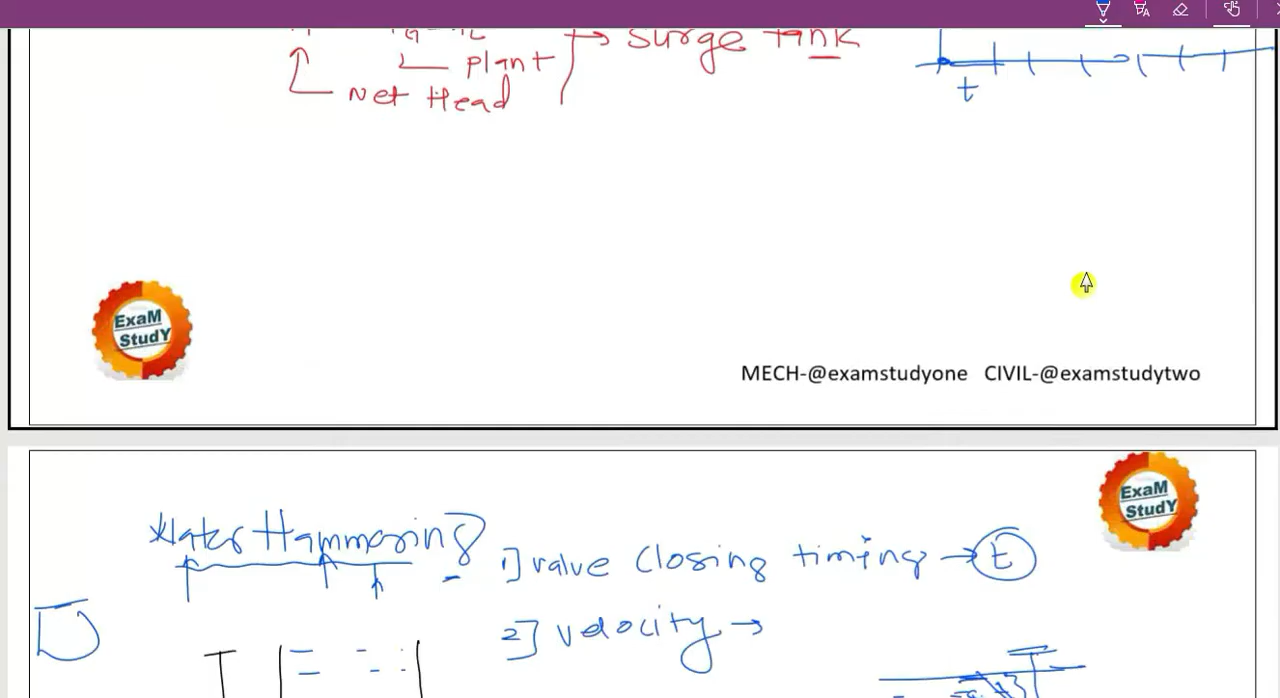 Surge Tank
Plant
Net Head
t
ExaM
StudY
MECH-@examstudyone CIVIL-@examstudytwo
ExaM
StudY
Water Hammering
1] valve closing timing → t
2] velocity →